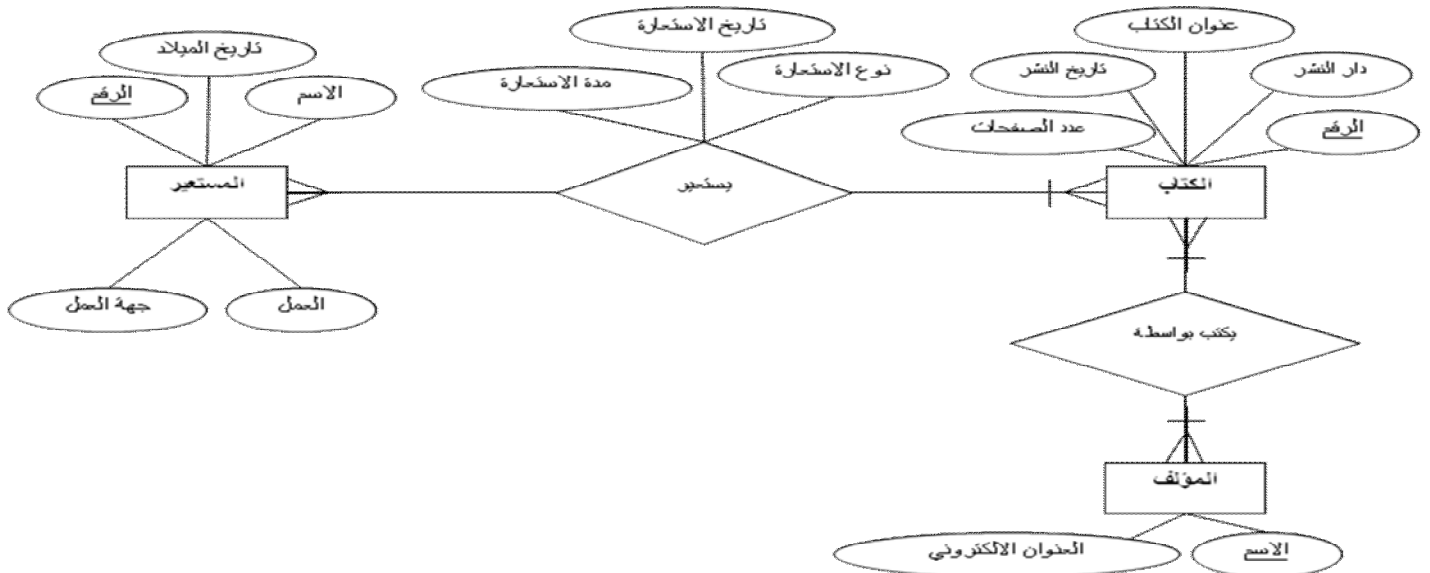 تاريخ الاستعارة
عنوان الكتاب
تاريخ الميلاد
نوع الاستعارة
مدة الاستعارة
دار النشر
تاريخ النشر
الاسم
الرقم
الرقم
عدد الصفحات
يستعير
الكتاب
المستعير
العمل
جهة العمل
يكتب بواسطة
المؤلف
الاسم
العنوان الالكتروني